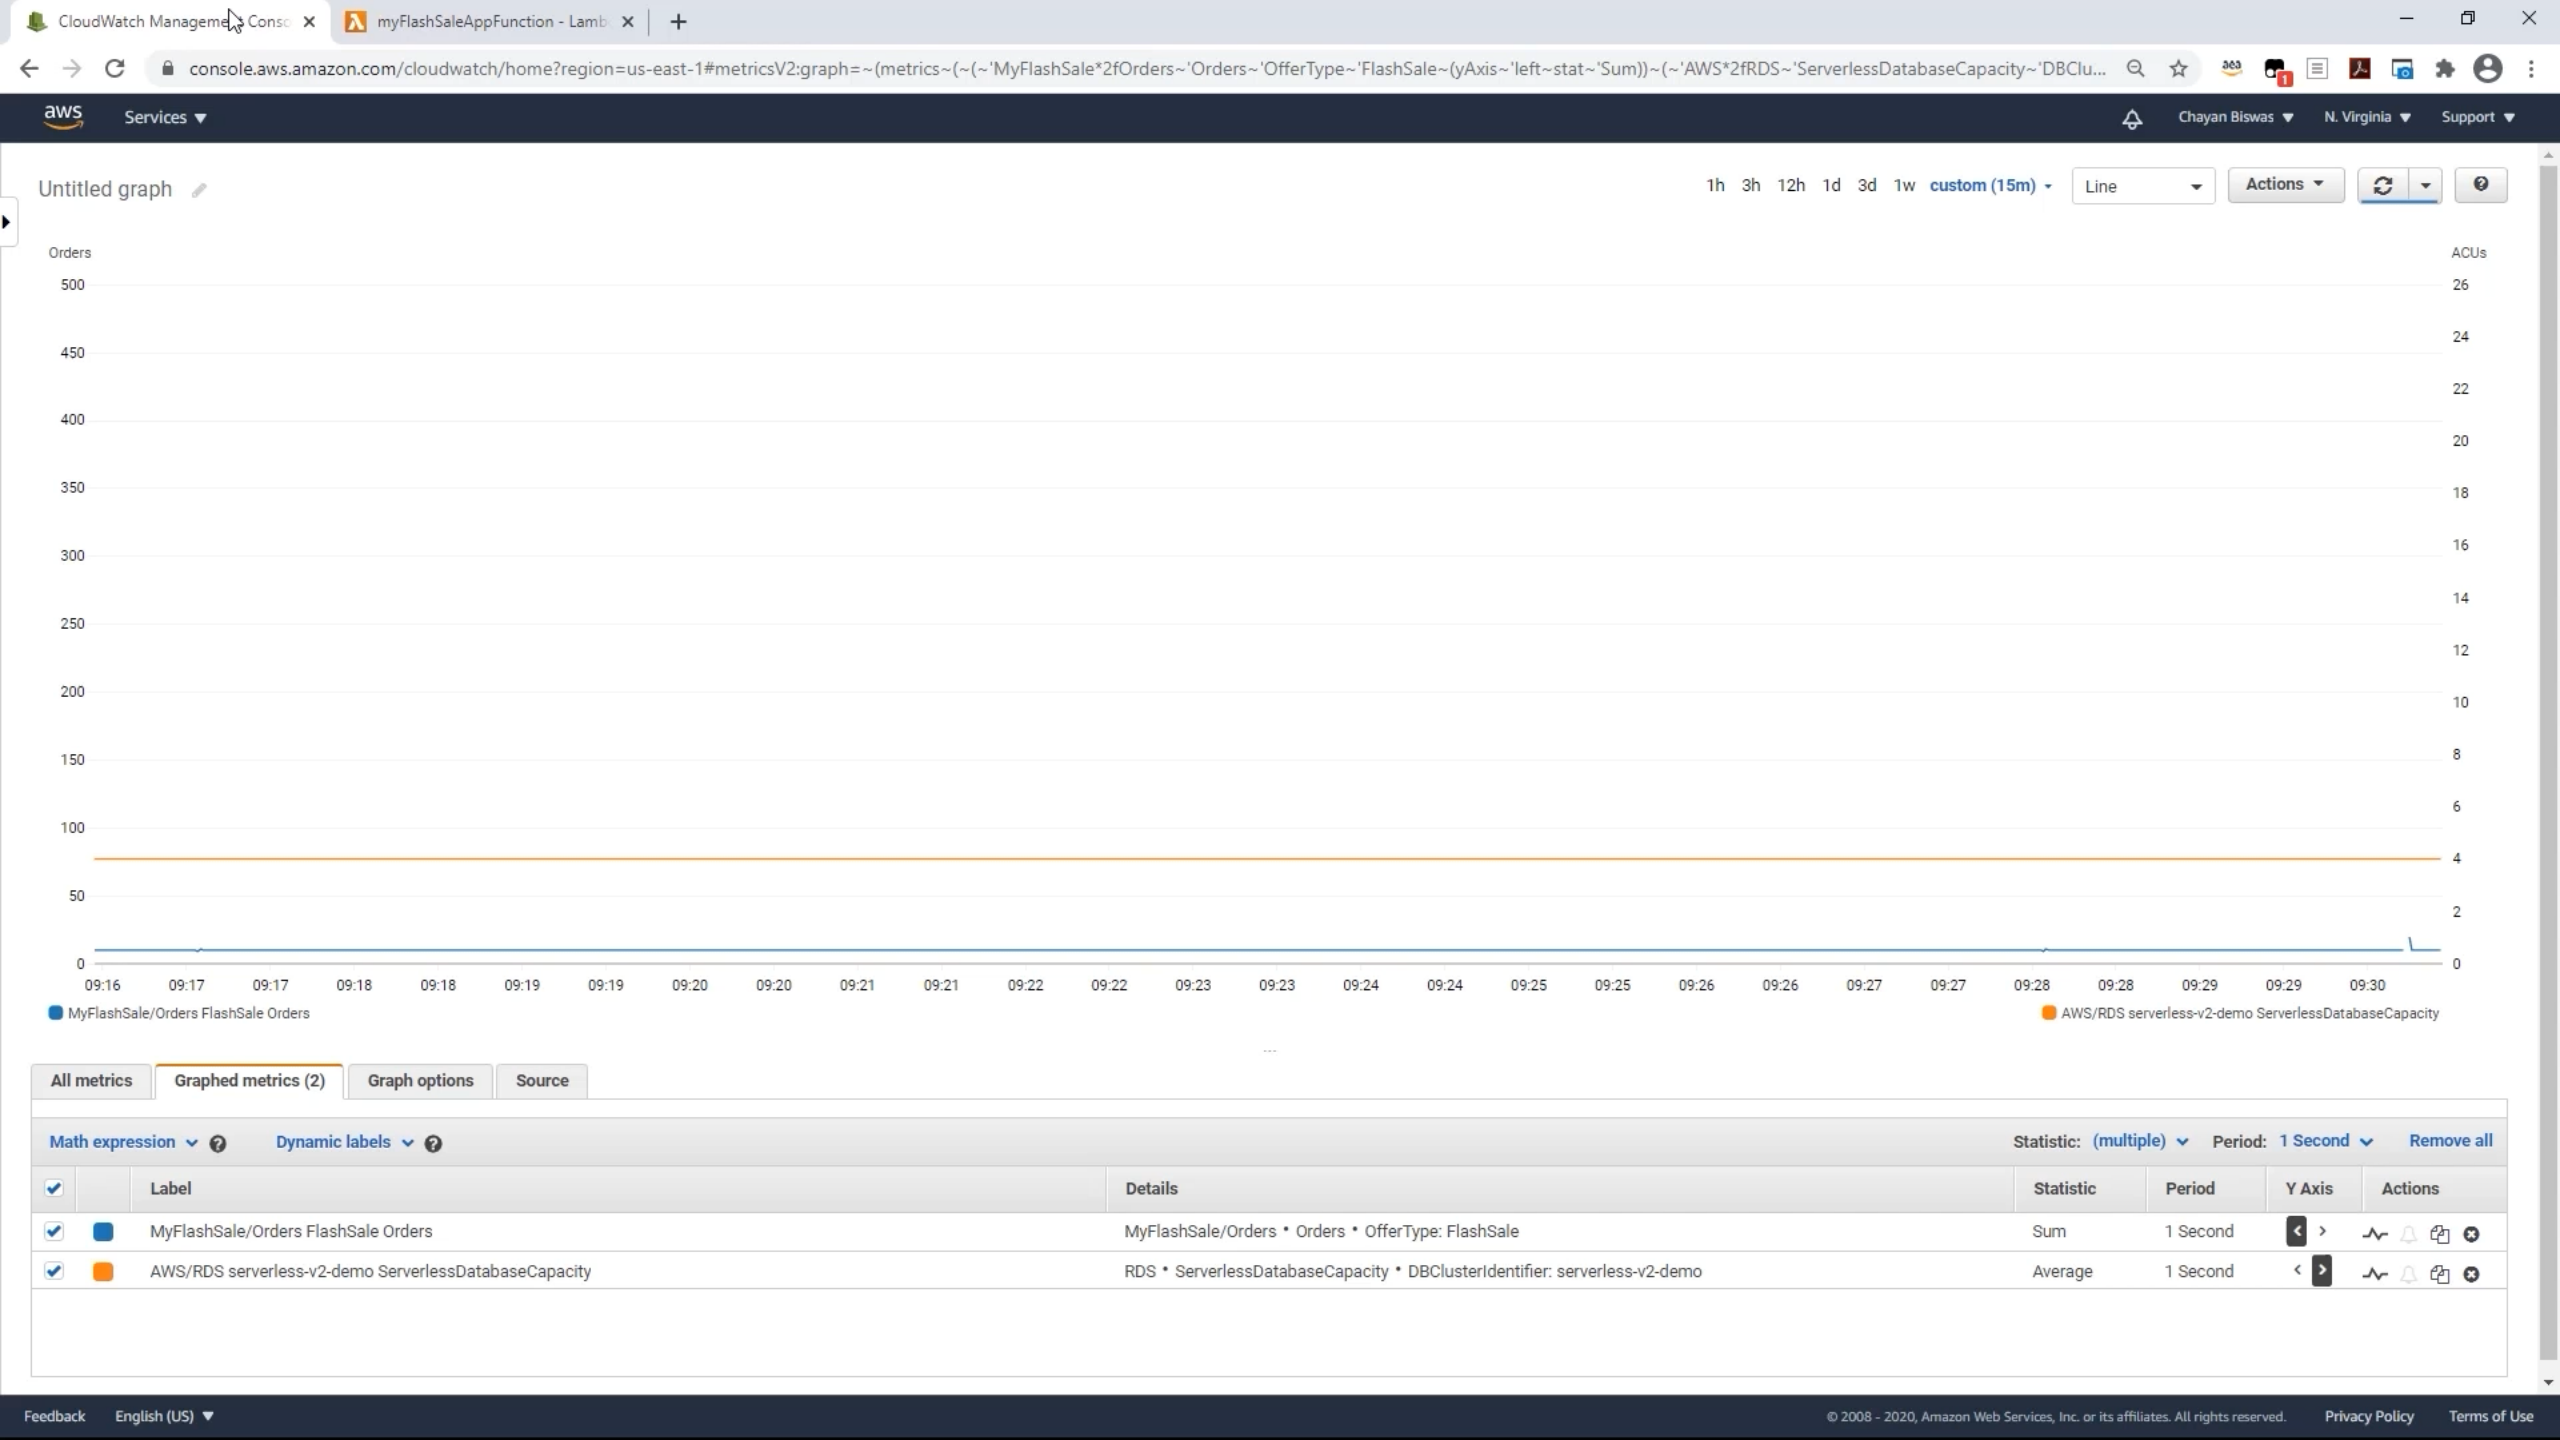 CloudWatch Management Conso
myFlashSaleAppFunction - Lamb
console.aws.amazon.com/cloudwatch/home?region=us-east-1#metricsV2:graph=~(metrics~(~(~'MyFlashSale*2fOrders~'Orders~'OfferType~'FlashSale~(yAxis~'left~stat~'Sum))~(~'AWS*2fRDS~'ServerlessDatabaseCapacity~'DBClu...
aws Services Chayan Biswas N. Virginia Support
Untitled graph 1h 3h 12h 1d 3d 1w custom (15m) Line Actions
Orders ACUs
500 26
450 24
400 22
350 20
300 18
250 16
200 14
150 12
100 10
50 8
0 6
4
2
0
09:16 09:17 09:17 09:18 09:18 09:19 09:19 09:20 09:20 09:21 09:21 09:22 09:22 09:23 09:23 09:24 09:24 09:25 09:25 09:26 09:26 09:27 09:27 09:28 09:28 09:29 09:29 09:30
MyFlashSale/Orders FlashSale Orders AWS/RDS serverless-v2-demo ServerlessDatabaseCapacity
All metrics Graphed metrics (2) Graph options Source
Math expression Dynamic labels Statistic: (multiple) Period: 1 Second Remove all
Label Details Statistic Period Y Axis Actions
MyFlashSale/Orders FlashSale Orders MyFlashSale/Orders • Orders • OfferType: FlashSale Sum 1 Second < >
AWS/RDS serverless-v2-demo ServerlessDatabaseCapacity RDS • ServerlessDatabaseCapacity • DBClusterIdentifier: serverless-v2-demo Average 1 Second < >
Feedback English (US) © 2008 - 2020, Amazon Web Services, Inc. or its affiliates. All rights reserved. Privacy Policy Terms of Use